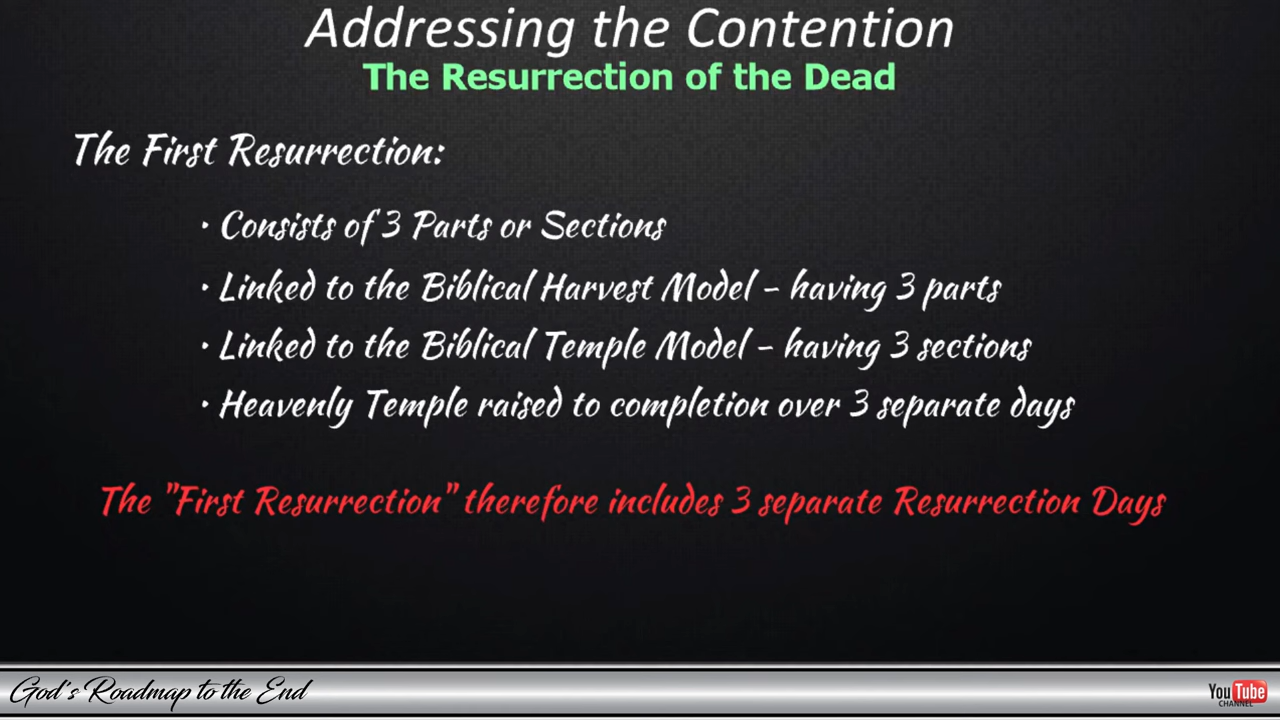 Addressing the Contention
The Resurrection of the Dead
The First Resurrection:
• Consists of 3 Parts or Sections
• Linked to the Biblical Harvest Model - having 3 parts
• Linked to the Biblical Temple Model - having 3 sections
• Heavenly Temple raised to completion over 3 separate days
The "First Resurrection" therefore includes 3 separate Resurrection Days
God's Roadmap to the End
YouTube
CHANNEL